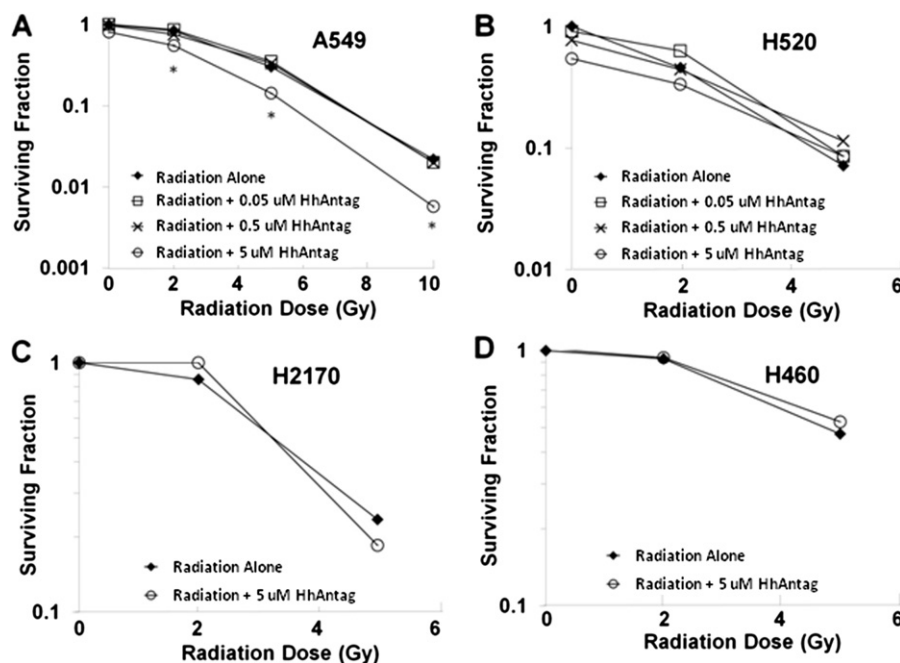 A
A549
Surviving Fraction
1
0.1
0.01
0.001
*
*
*
Radiation Alone
Radiation + 0.05 uM HhAntag
Radiation + 0.5 uM HhAntag
Radiation + 5 uM HhAntag
0 2 4 6 8 10
Radiation Dose (Gy)
B
H520
Surviving Fraction
1
0.1
0.01
Radiation Alone
Radiation + 0.05 uM HhAntag
Radiation + 0.5 uM HhAntag
Radiation + 5 uM HhAntag
0 2 4 6
Radiation Dose (Gy)
C
H2170
Surviving Fraction
1
0.1
Radiation Alone
Radiation + 5 uM HhAntag
0 2 4 6
Radiation Dose (Gy)
D
H460
Surviving Fraction
1
0.1
Radiation Alone
Radiation + 5 uM HhAntag
0 2 4 6
Radiation Dose (Gy)